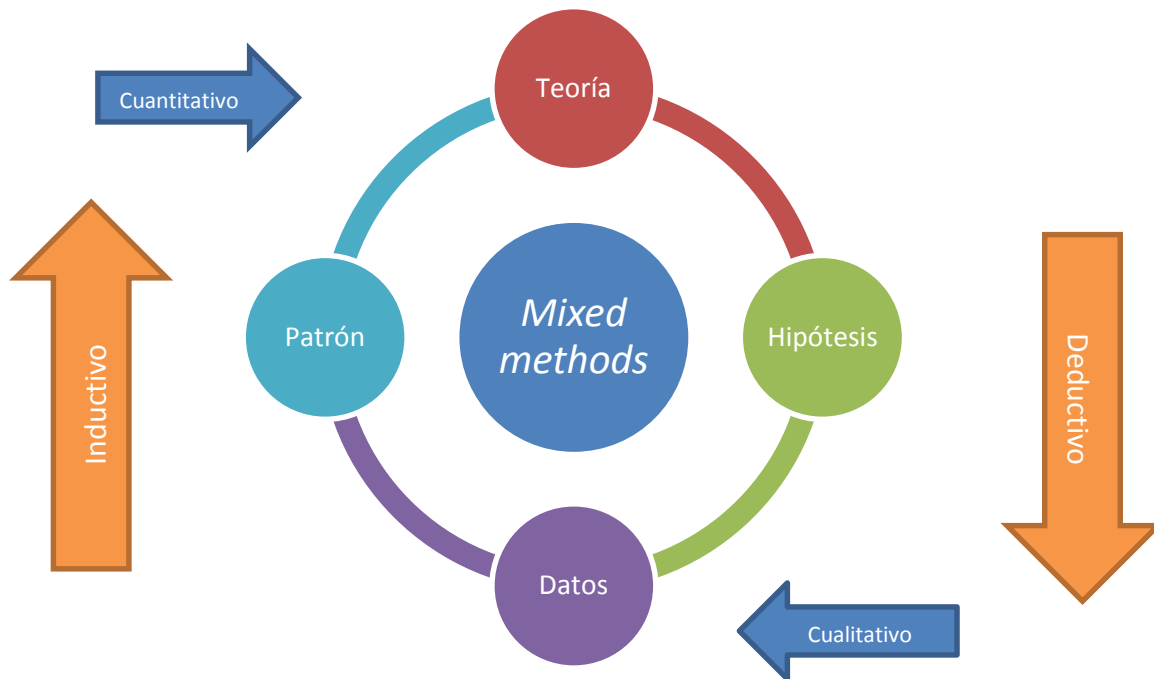 Teoría
Cuantitativo
Inductivo
Patrón
Mixed
methods
Hipótesis
Deductivo
Datos
Cualitativo